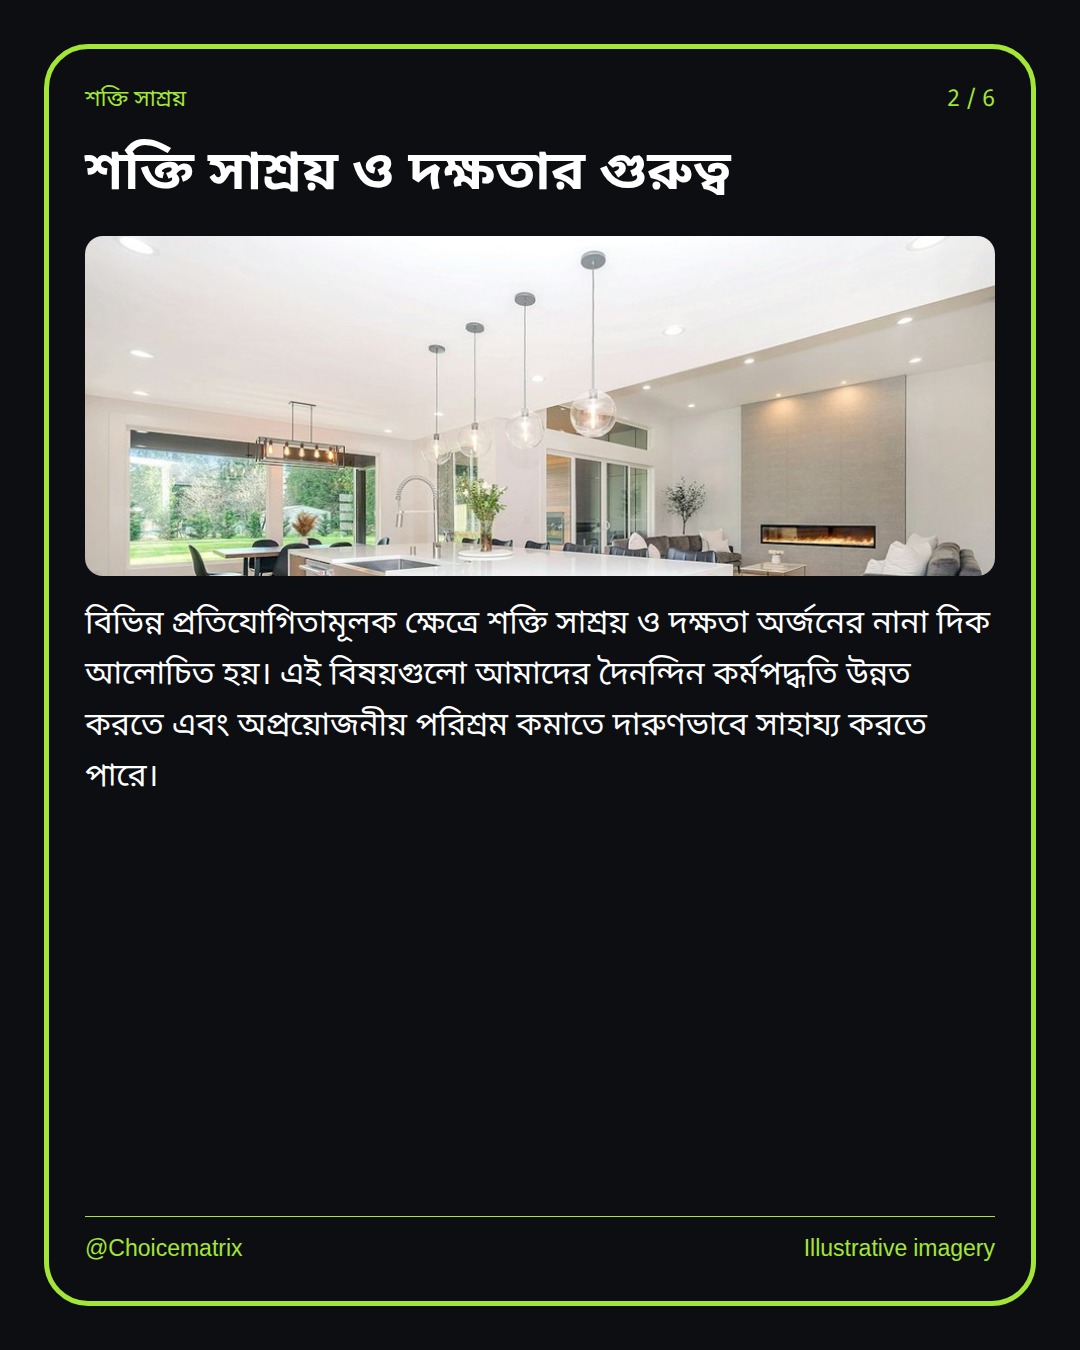 শক্তি সাশ্রয়
2 / 6
শক্তি সাশ্রয় ও দক্ষতার গুরুত্ব
বিভিন্ন প্রতিযোগিতামূলক ক্ষেত্রে শক্তি সাশ্রয় ও দক্ষতা অর্জনের নানা দিক
আলোচিত হয়। এই বিষয়গুলো আমাদের দৈনন্দিন কর্মপদ্ধতি উন্নত
করতে এবং অপ্রয়োজনীয় পরিশ্রম কমাতে দারুণভাবে সাহায্য করতে
পারে।
@Choicematrix
Illustrative imagery